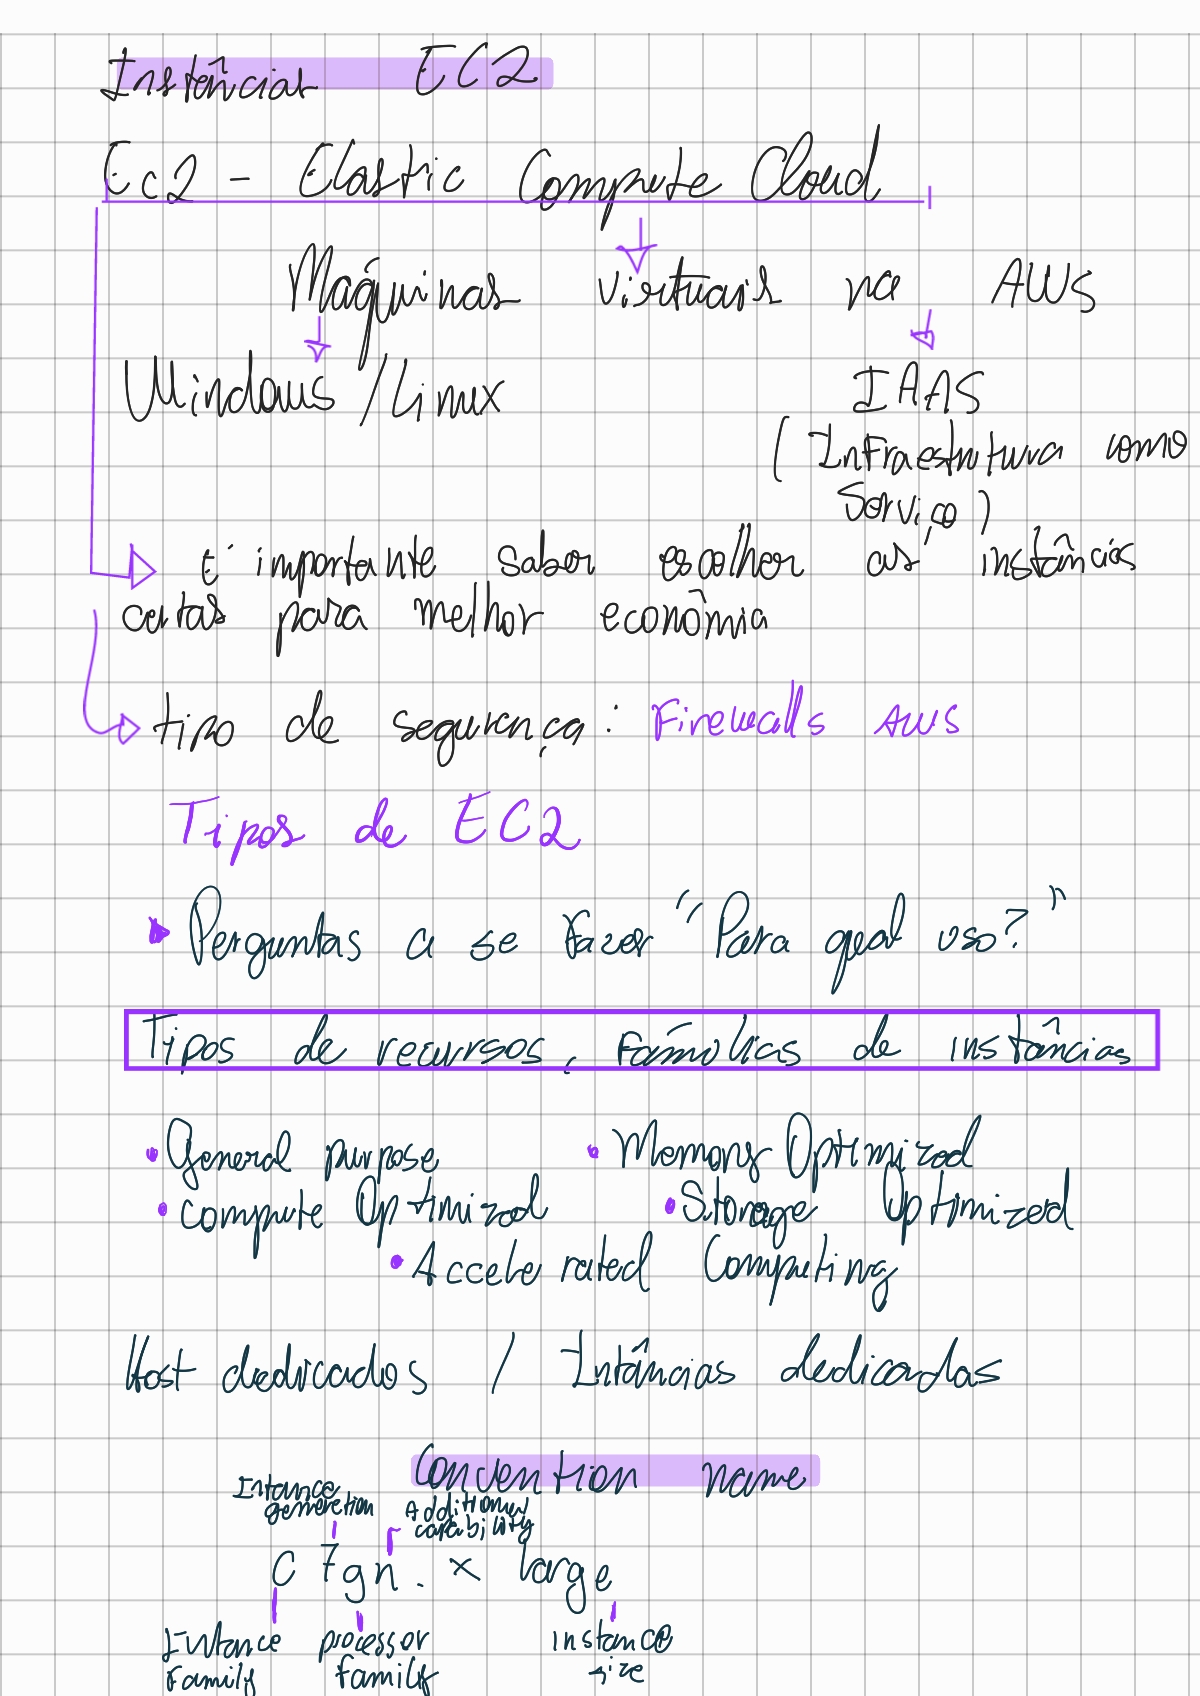 Instâncias EC2
Ec2 - Elastic Compute Cloud
Máquinas virtuais na AWS
Windows / Linux
IAAS
(Infraestrutura como
Serviço)
É importante saber escolher as instâncias
certas para melhor econômia
tipo de segurança: Firewalls AWS
Tipos de EC2
Perguntas a se fazer "Para qual uso?"
Tipos de recursos, famílias de instâncias
• General purpose
• Memory Optimized
• compute Optimized
• Storage Optimized
• Accelerated Computing
Host dedicados / Intâncias dedicadas
Convention name
Intance
generetion
Additional
capability
C 7gn. x large
Intance
family
processor
family
instance
size